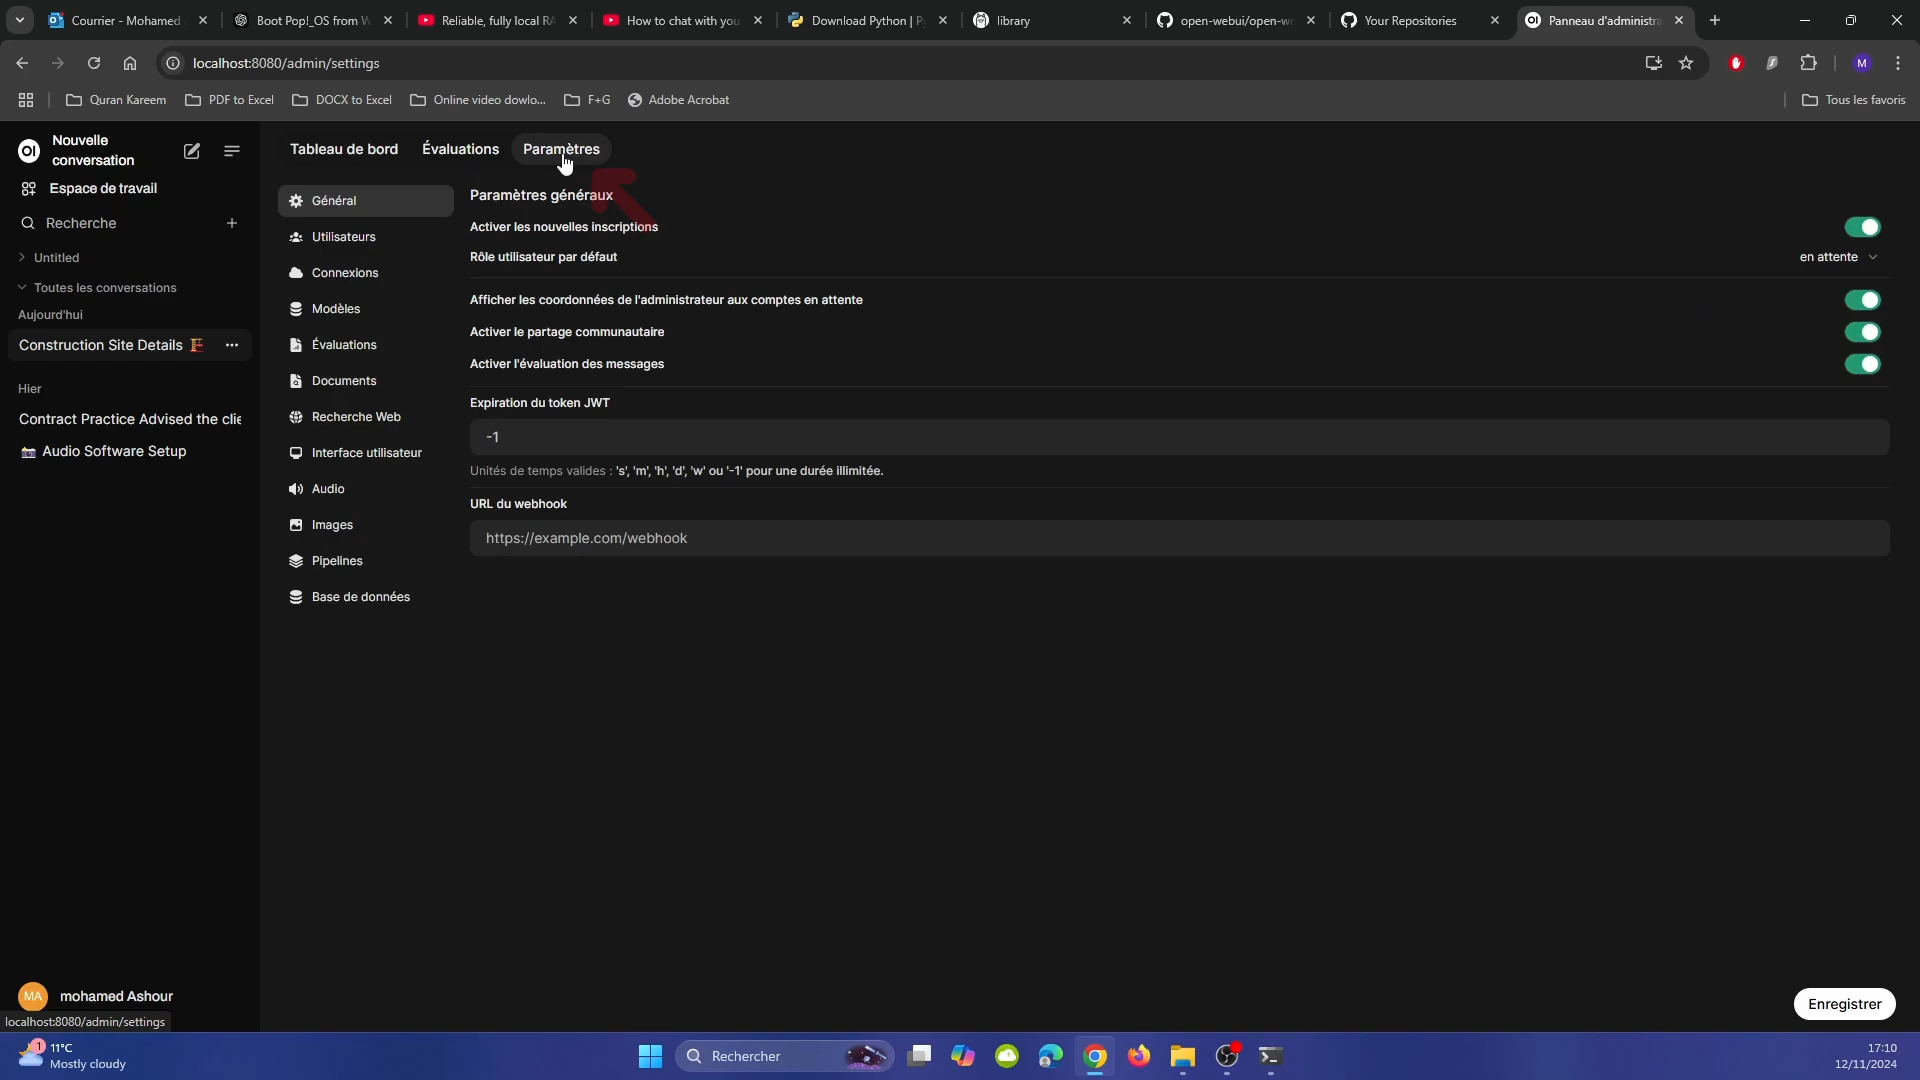 Courrier - Mohamed
Boot Pop!_OS from W
Reliable, fully local RA
How to chat with you
Download Python | P
library
open-webui/open-we
Your Repositories
Panneau d'administra
localhost:8080/admin/settings
M
Quran Kareem
PDF to Excel
DOCX to Excel
Online video dowlo...
F+G
Adobe Acrobat
Tous les favoris
OI
Nouvelle
conversation
Espace de travail
Recherche
Untitled
Toutes les conversations
Aujourd'hui
Construction Site Details
Hier
Contract Practice Advised the clie
Audio Software Setup
MA
mohamed Ashour
localhost:8080/admin/settings
Tableau de bord
Évaluations
Paramètres
Général
Utilisateurs
Connexions
Modèles
Évaluations
Documents
Recherche Web
Interface utilisateur
Audio
Images
Pipelines
Base de données
Paramètres généraux
Activer les nouvelles inscriptions
Rôle utilisateur par défaut
en attente
Afficher les coordonnées de l'administrateur aux comptes en attente
Activer le partage communautaire
Activer l'évaluation des messages
Expiration du token JWT
-1
Unités de temps valides : 's', 'm', 'h', 'd', 'w' ou '-1' pour une durée illimitée.
URL du webhook
https://example.com/webhook
Enregistrer
1
11°C
Mostly cloudy
Rechercher
17:10
12/11/2024